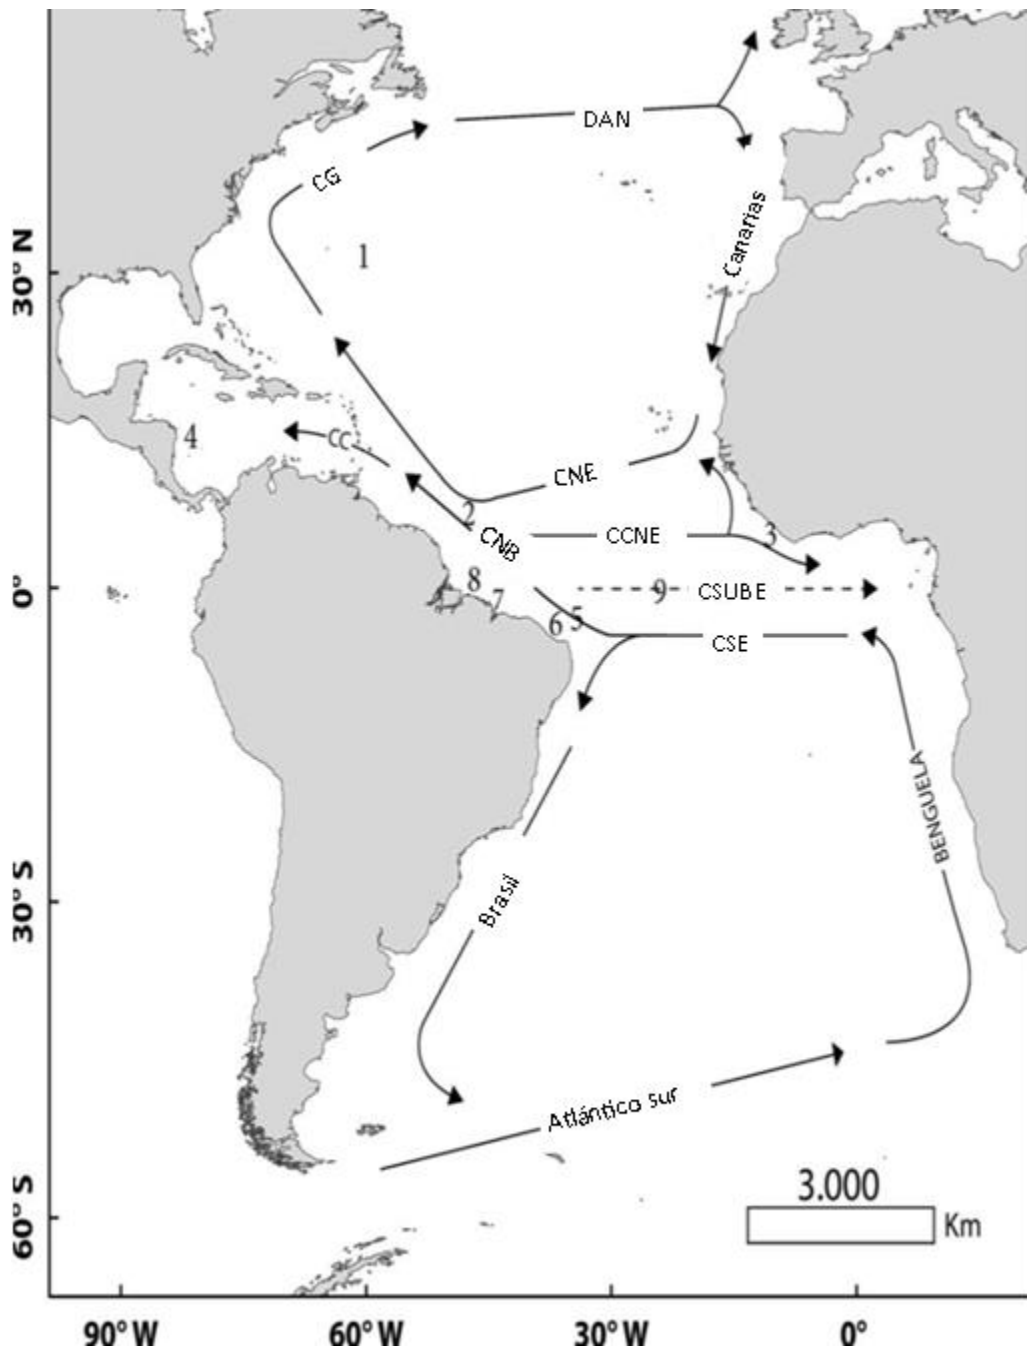 DAN
CG
Canarias
1
30° N
4
CC
CNE
2
CNB
CCNE
3
8
0°
7
9
CSUBE
6
5
CSE
BENGUELA
Brasil
30° S
Atlántico sur
3.000
Km
60° S
90° W
60° W
30° W
0°